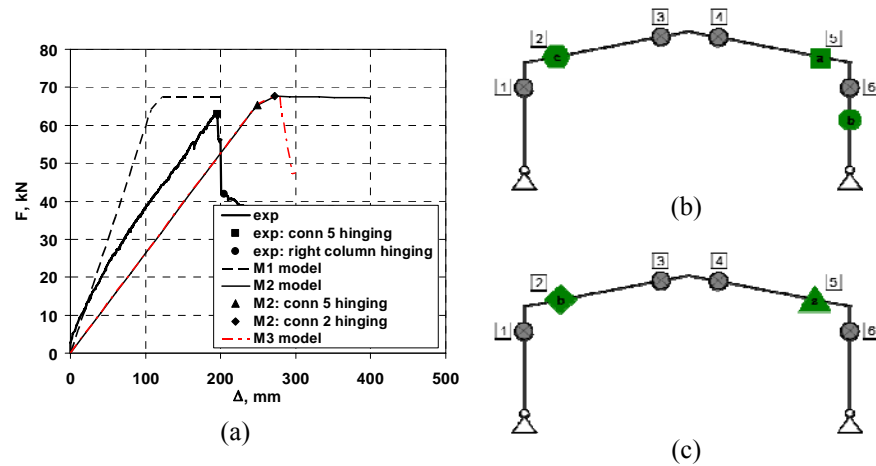 80
70
60
50
40
30
20
10
0
F, kN
0 100 200 300 400 500
Δ, mm
exp
exp: conn 5 hinging
exp: right column hinging
M1 model
M2 model
M2: conn 5 hinging
M2: conn 2 hinging
M3 model
(a)
3 4
2 5
c a
1 6
b
(b)
3 4
2 5
b a
1 6
(c)